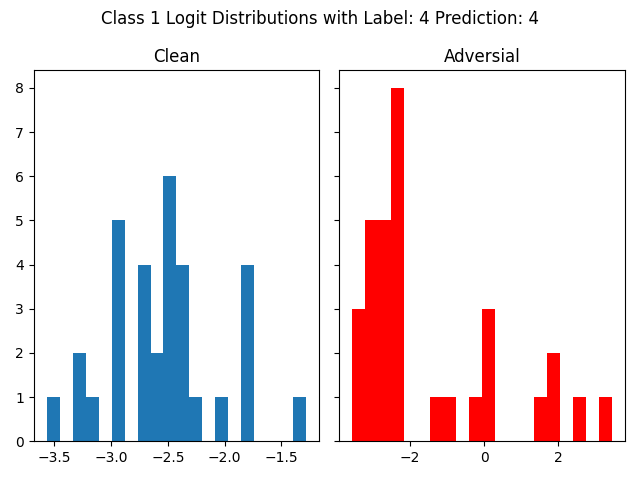 Class 1 Logit Distributions with Label: 4 Prediction: 4
Clean
Adversial
8
7
6
5
4
3
2
1
0
−3.5 −3.0 −2.5 −2.0 −1.5
−2 0 2